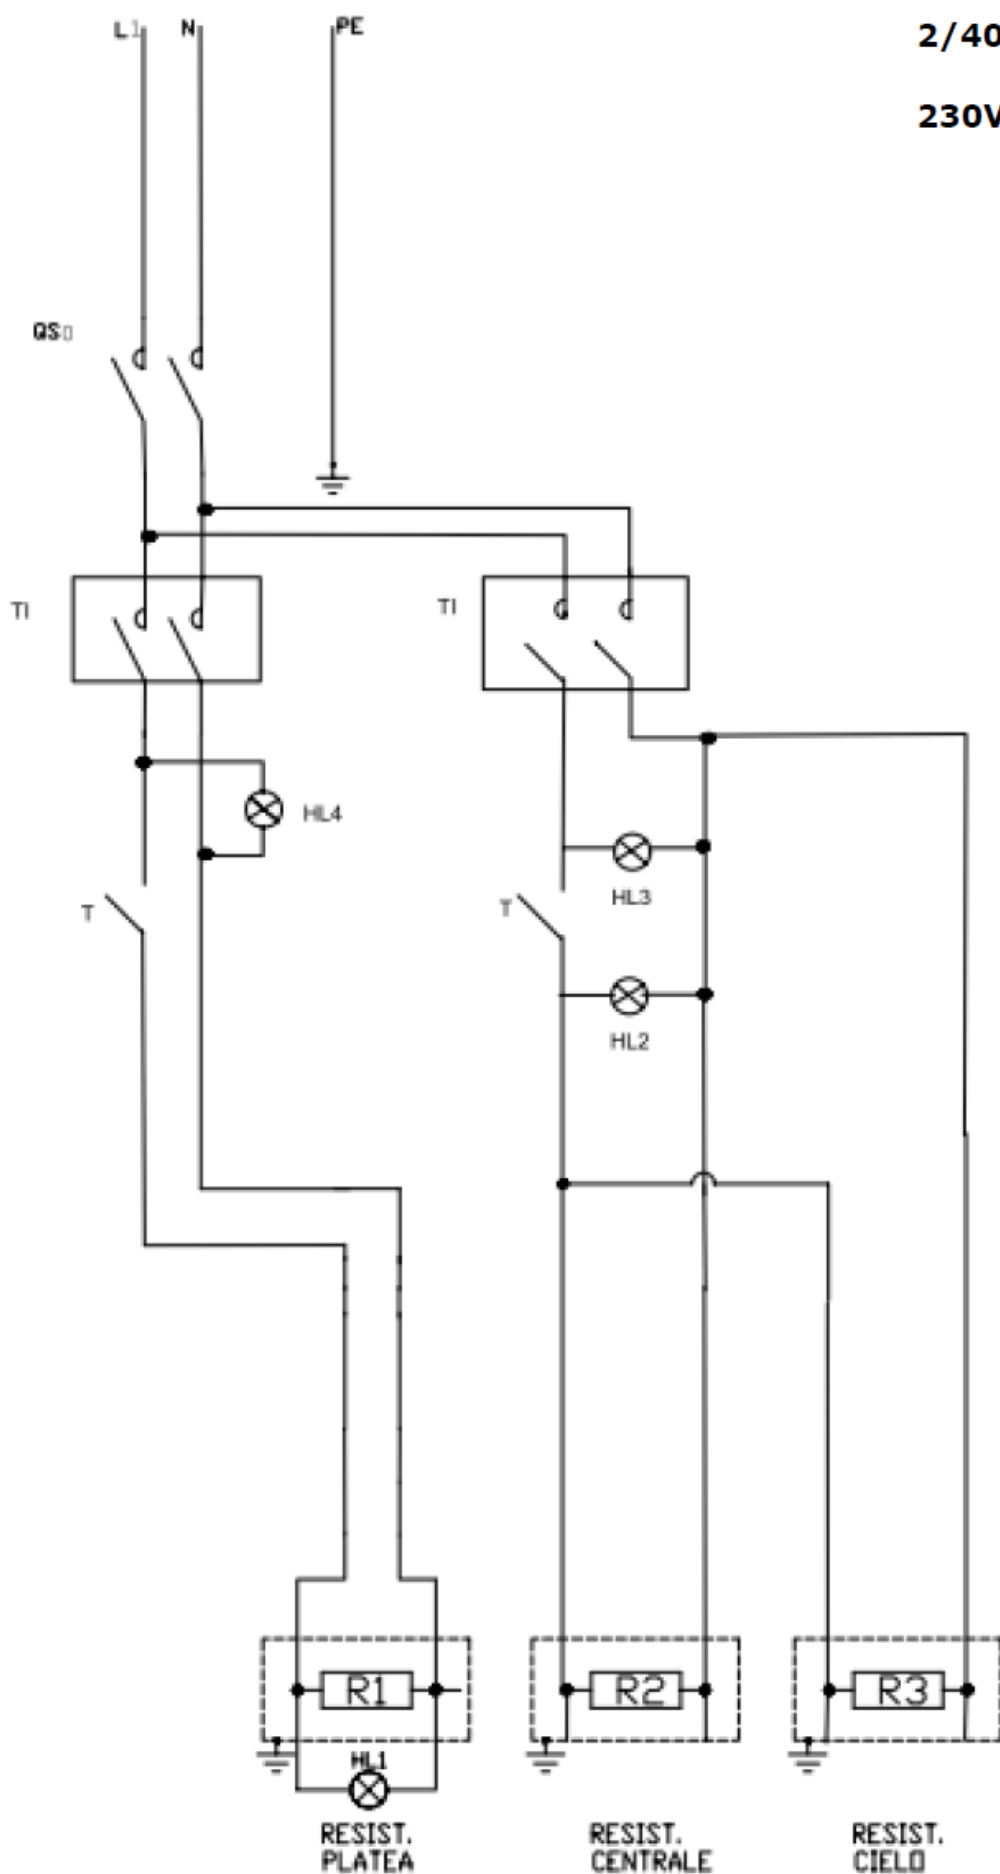 L1 N PE
2/40
230V
QS
TI
TI
HL4
HL3
T
T
HL2
R1
R2
R3
HL1
RESIST.
PLATEA
RESIST.
CENTRALE
RESIST.
CIELO